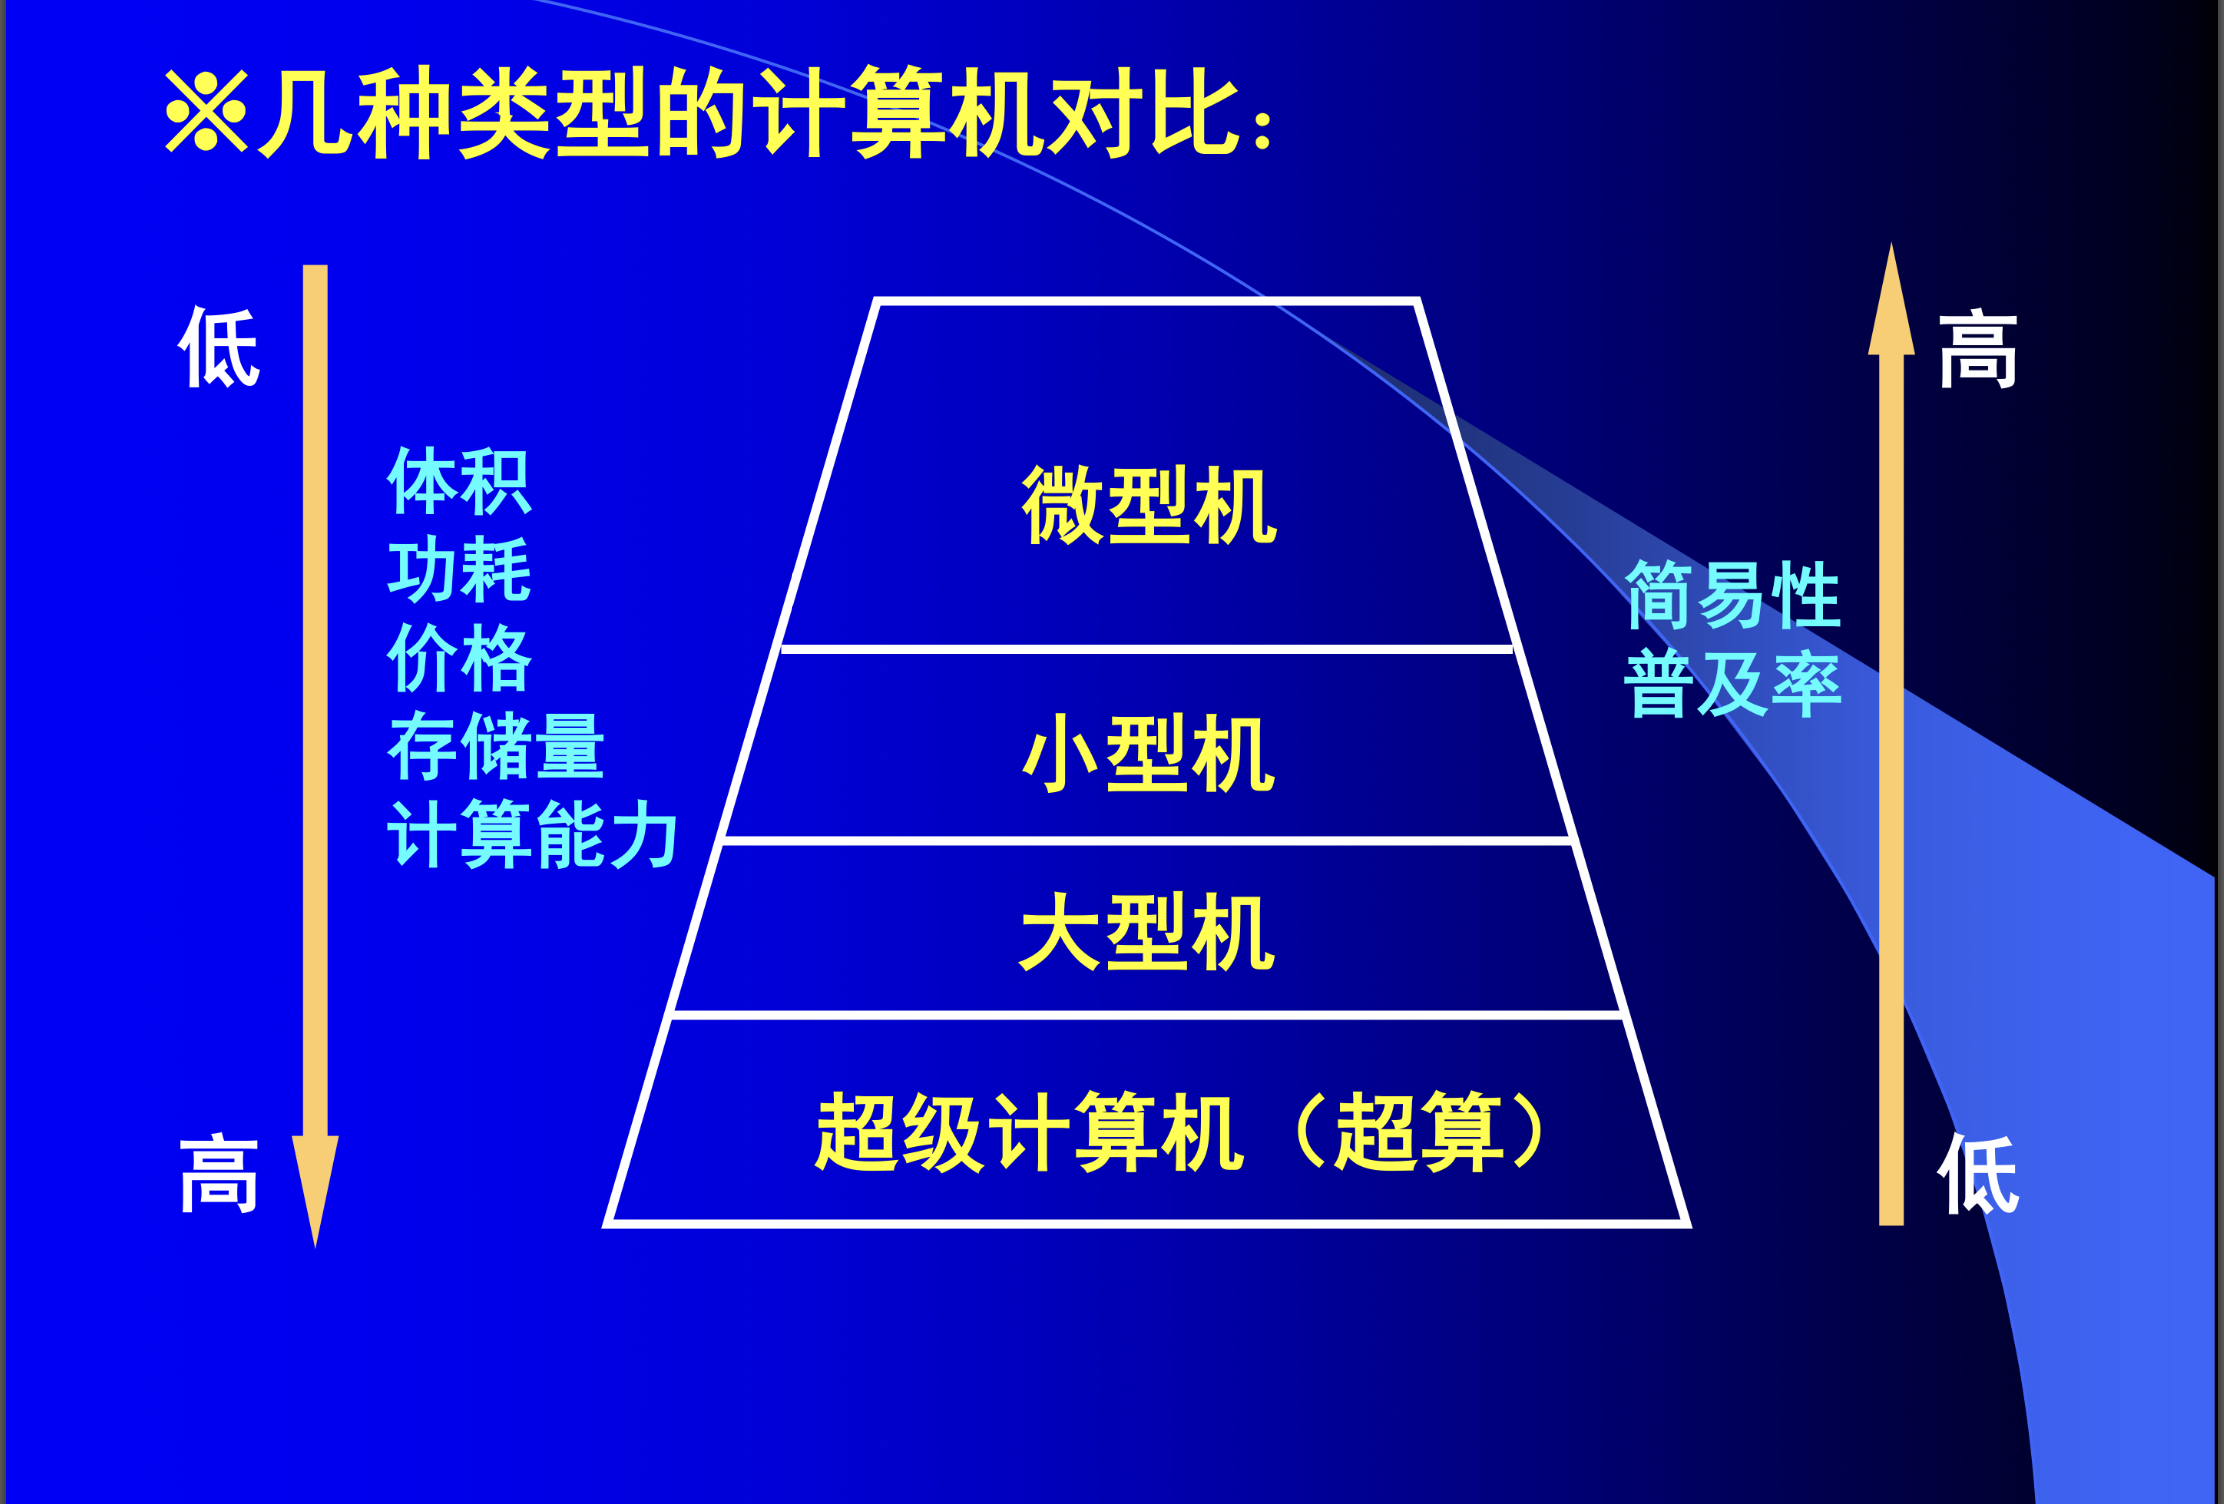 ※几种类型的计算机对比：
低
高
体积
功耗
价格
存储量
计算能力
微型机
小型机
大型机
超级计算机（超算）
简易性
普及率
高
低